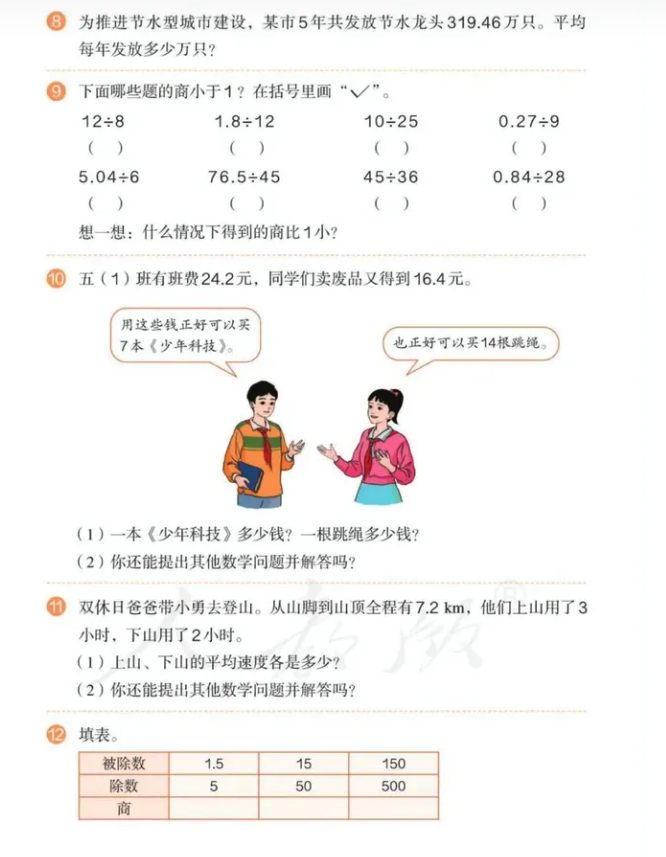 8 为推进节水型城市建设，某市5年共发放节水龙头319.46万只。平均
每年发放多少万只？
9 下面哪些题的商小于1？在括号里画“✓”。
12÷8 1.8÷12 10÷25 0.27÷9
（ ） （ ） （ ） （ ）
5.04÷6 76.5÷45 45÷36 0.84÷28
（ ） （ ） （ ） （ ）
想一想：什么情况下得到的商比1小？
10 五（1）班有班费24.2元，同学们卖废品又得到16.4元。
用这些钱正好可以买
7本《少年科技》。
也正好可以买14根跳绳。
（1）一本《少年科技》多少钱？一根跳绳多少钱？
（2）你还能提出其他数学问题并解答吗？
11 双休日爸爸带小勇去登山。从山脚到山顶全程有7.2 km，他们上山用了3
小时，下山用了2小时。
（1）上山、下山的平均速度各是多少？
（2）你还能提出其他数学问题并解答吗？
12 填表。
被除数 1.5 15 150
除数 5 50 500
商